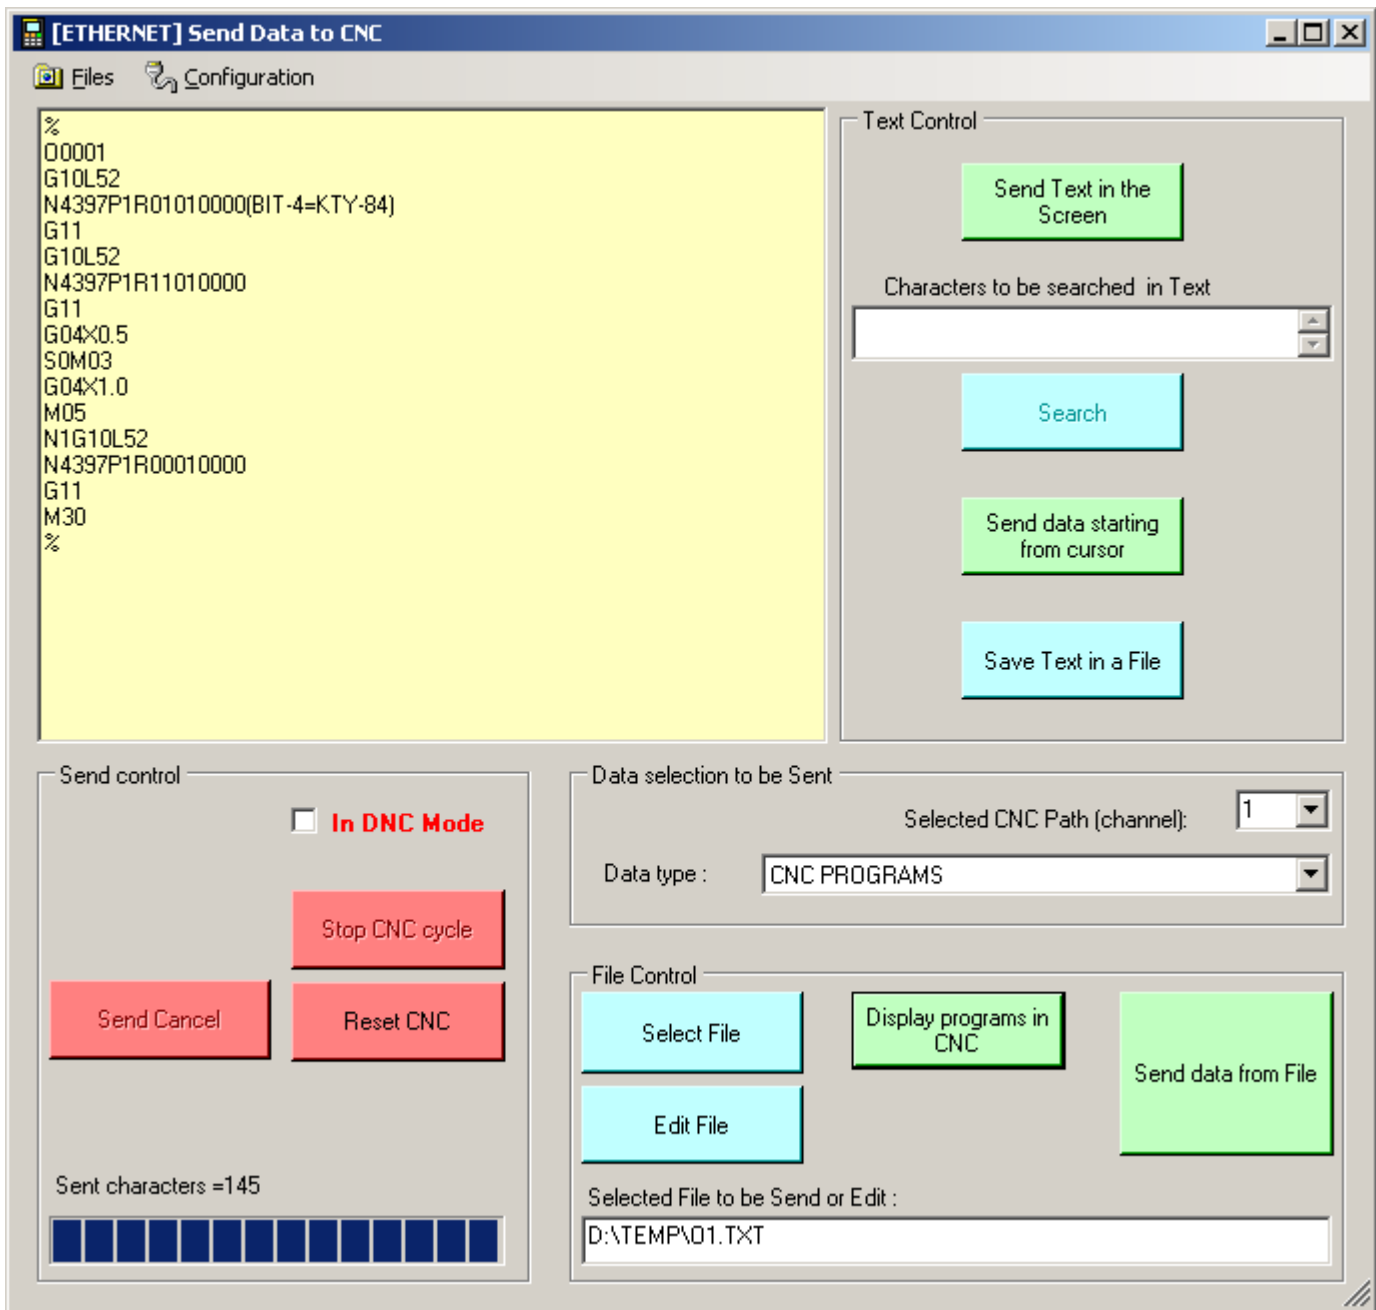 [ETHERNET] Send Data to CNC
Files Configuration
%
O0001
G10L52
N4397P1R01010000(BIT-4=KTY-84)
G11
G10L52
N4397P1R11010000
G11
G04X0.5
S0M03
G04X1.0
M05
N1G10L52
N4397P1R00010000
G11
M30
%
Text Control
Send Text in the
Screen
Characters to be searched in Text
Search
Send data starting
from cursor
Save Text in a File
Send control
In DNC Mode
Stop CNC cycle
Send Cancel
Reset CNC
Sent characters =145
Data selection to be Sent
Selected CNC Path (channel): 1
Data type : CNC PROGRAMS
File Control
Select File
Display programs in
CNC
Send data from File
Edit File
Selected File to be Send or Edit :
D:\TEMP\O1.TXT